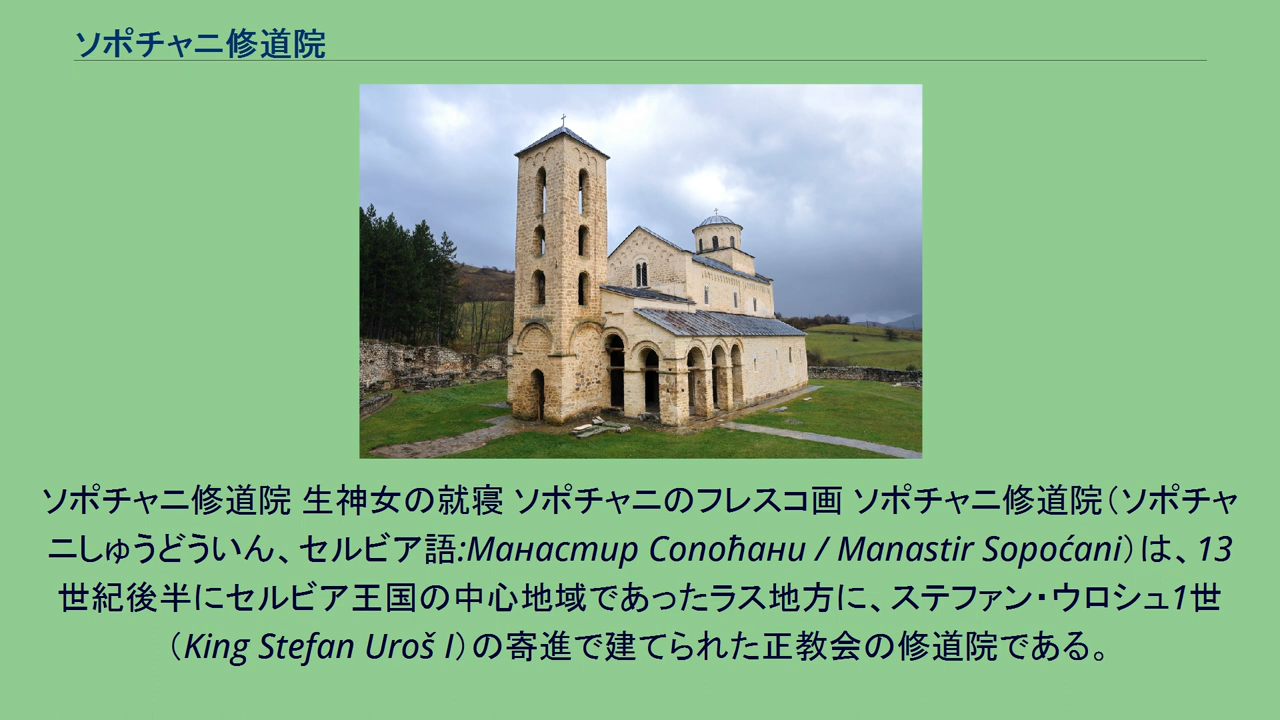 ソポチャニ修道院
ソポチャニ修道院 生神女の就寝 ソポチャニのフレスコ画 ソポチャニ修道院（ソポチャ
ニしゅうどういん、セルビア語:Манастир Сопоћани / Manastir Sopoćani）は、13
世紀後半にセルビア王国の中心地域であったラス地方に、ステファン・ウロシュ1世
（King Stefan Uroš I）の寄進で建てられた正教会の修道院である。